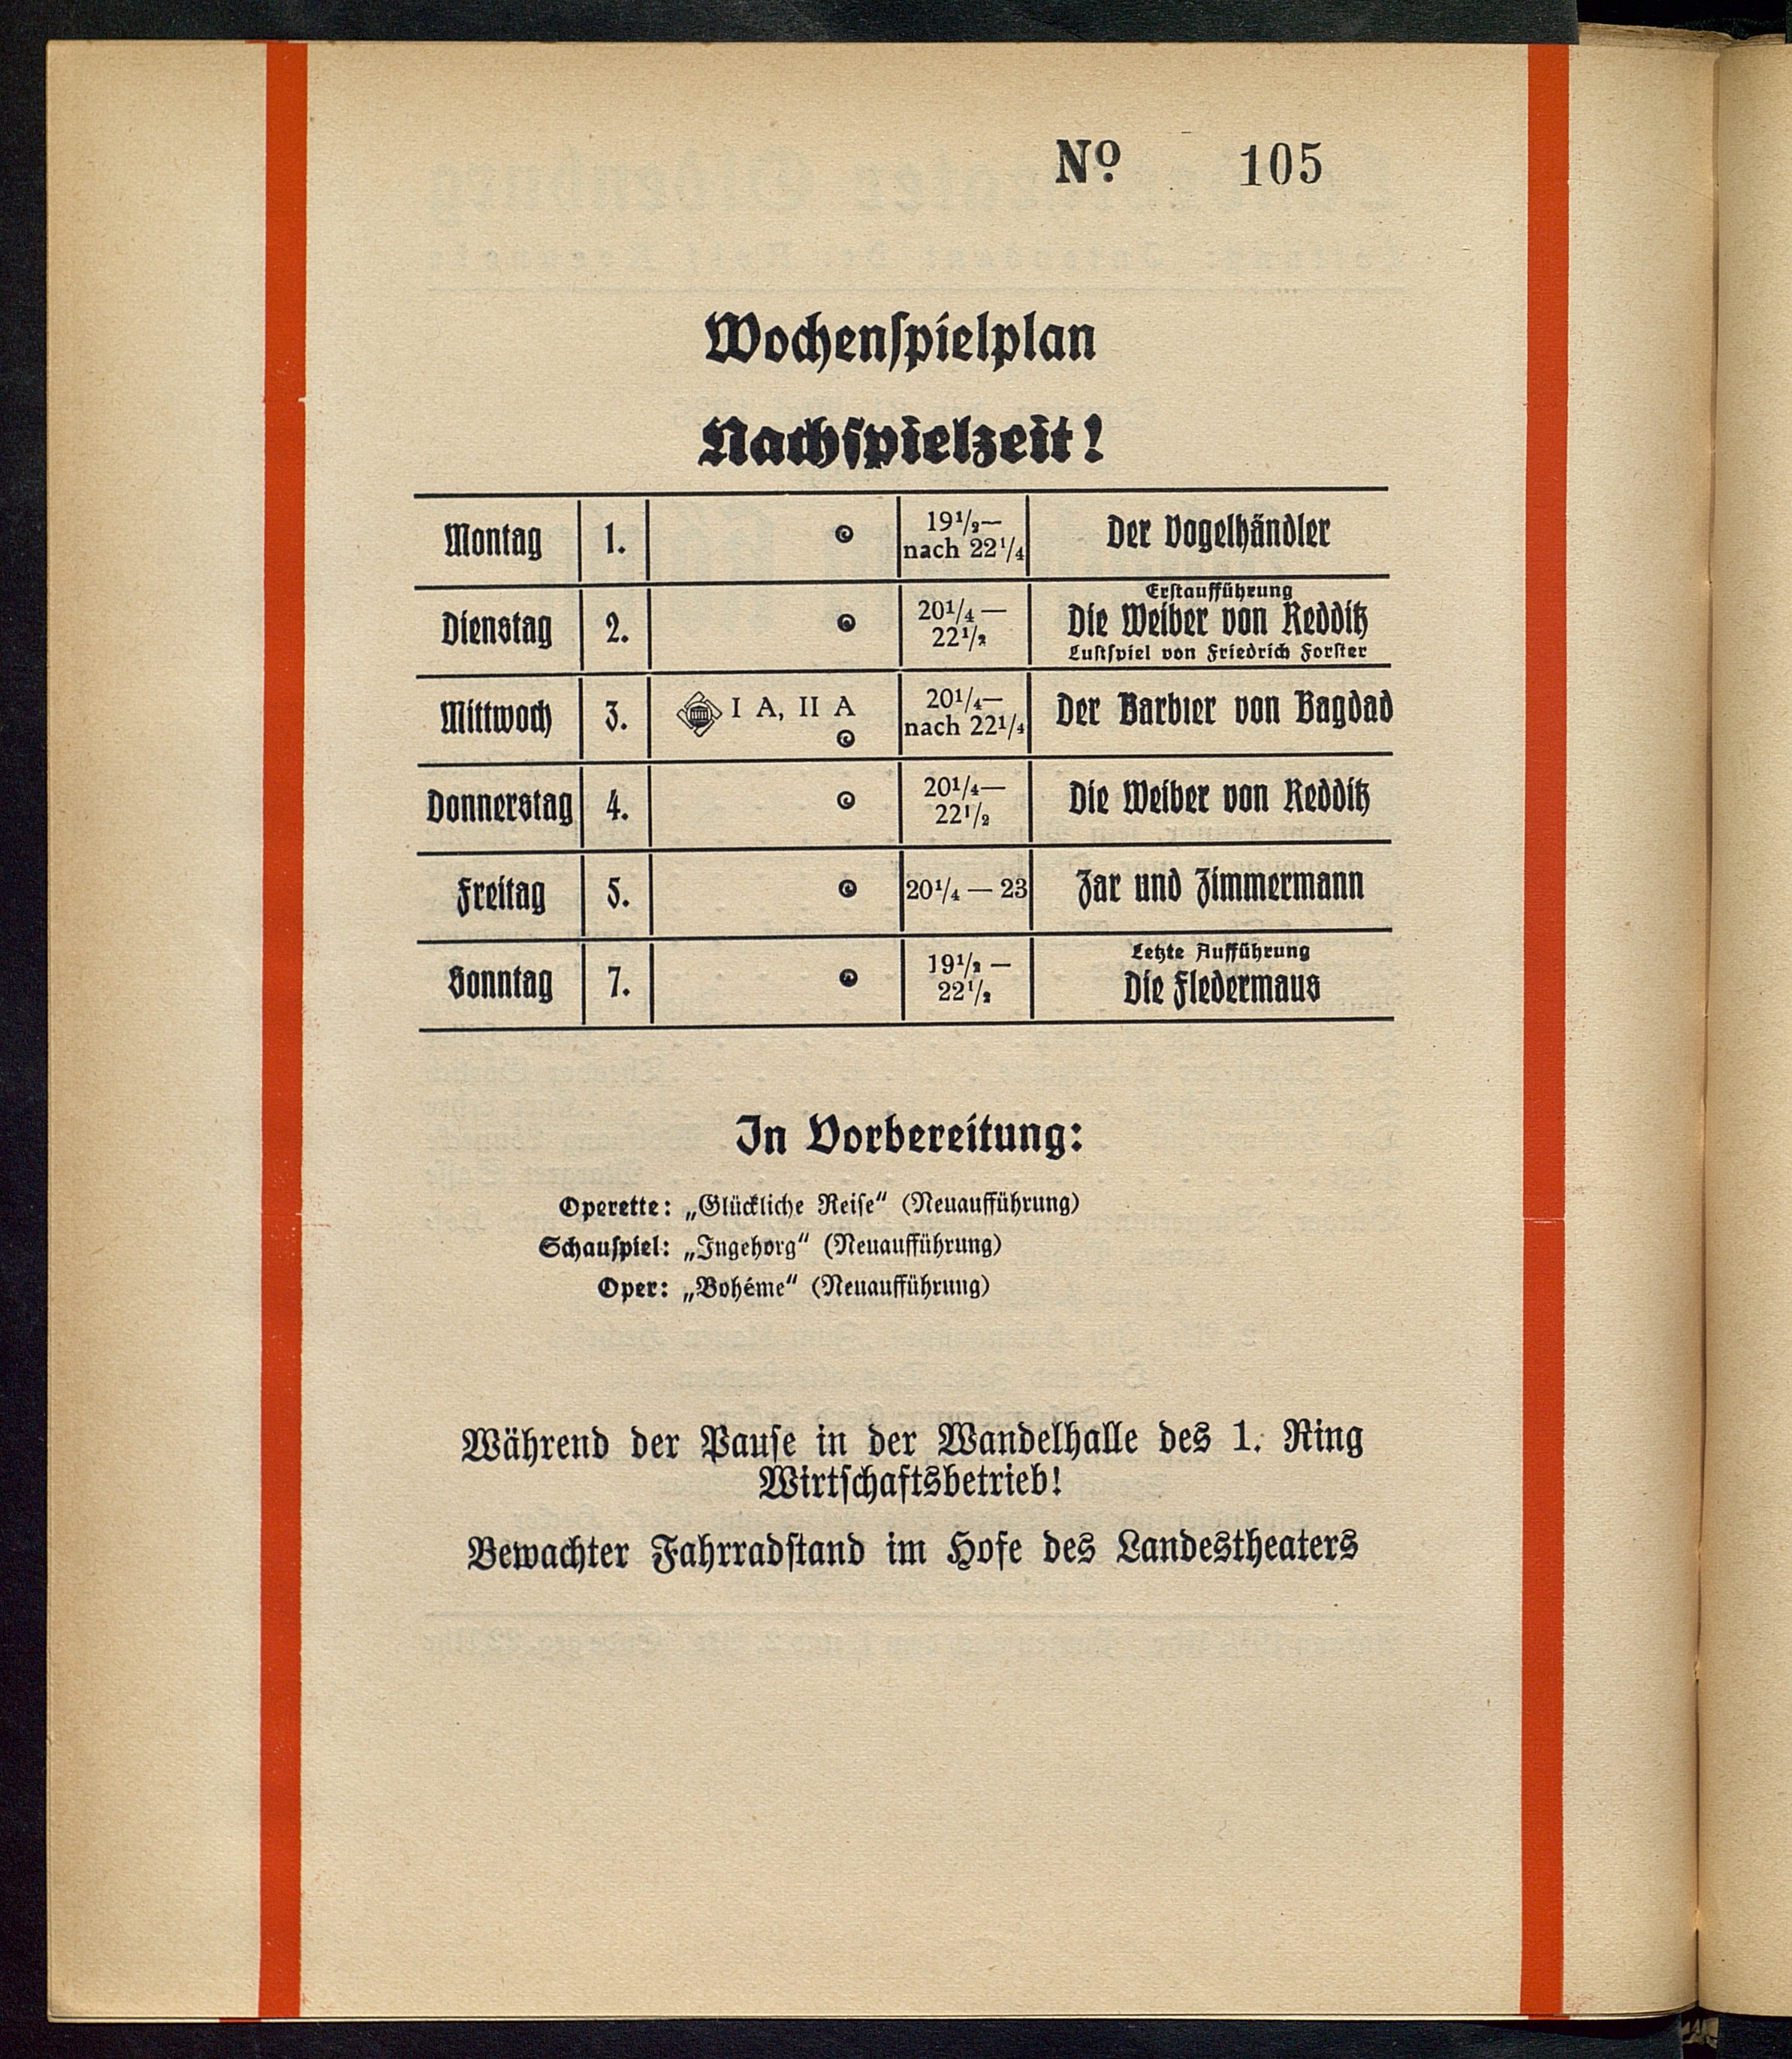 Nº 105
Wochenspielplan
Nachspielzeit!
Montag 1. 19½— nach 22¼ Der Vogelhändler
Dienstag 2. 20¼— 22½ Erstaufführung Die Weiber von Redditz Lustspiel von Friedrich Forster
Mittwoch 3. I A, II A 20¼— nach 22¼ Der Barbier von Bagdad
Donnerstag 4. 20¼— 22½ Die Weiber von Redditz
Freitag 5. 20¼ — 23 Zar und Zimmermann
Sonntag 7. 19½ — 22½ Letzte Aufführung Die Fledermaus
In Vorbereitung:
Operette: „Glückliche Reise“ (Neuaufführung)
Schauspiel: „Ingeborg“ (Neuaufführung)
Oper: „Bohéme“ (Neuaufführung)
Während der Pause in der Wandelhalle des 1. Ring
Wirtschaftsbetrieb!
Bewachter Fahrradstand im Hofe des Landestheaters